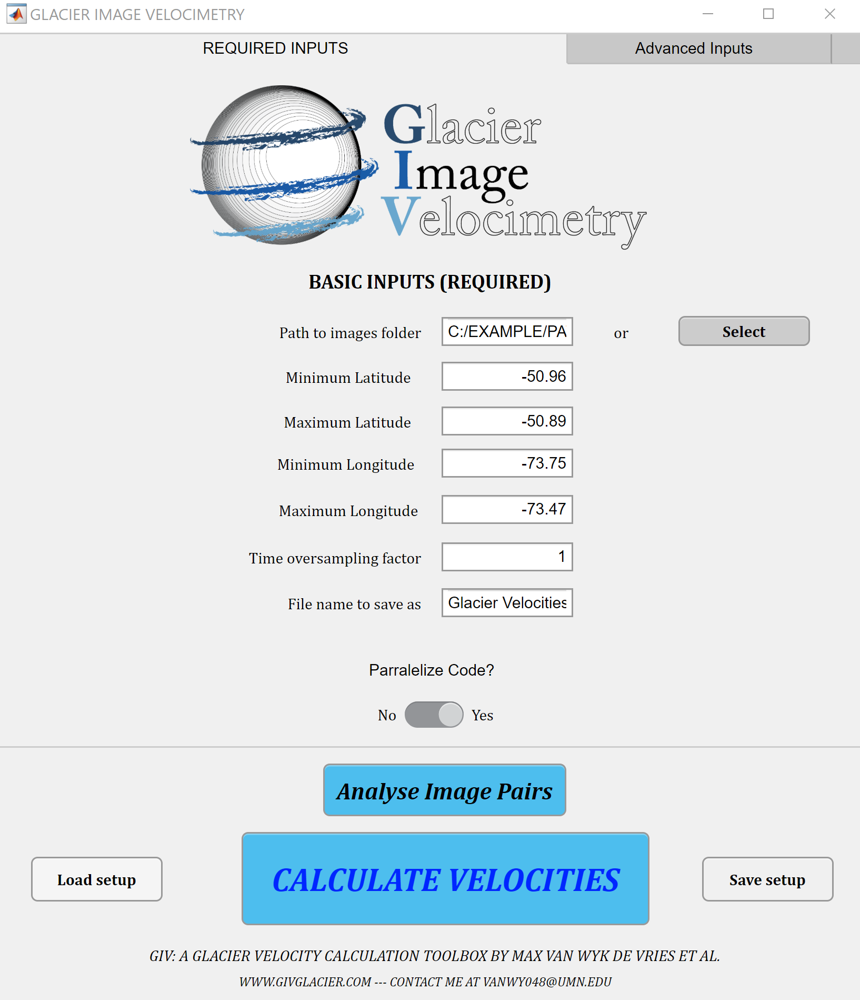 GLACIER IMAGE VELOCIMETRY
REQUIRED INPUTS
Advanced Inputs
Glacier
Image
Velocimetry
BASIC INPUTS (REQUIRED)
Path to images folder C:/EXAMPLE/PA or Select
Minimum Latitude -50.96
Maximum Latitude -50.89
Minimum Longitude -73.75
Maximum Longitude -73.47
Time oversampling factor 1
File name to save as Glacier Velocities
Parralelize Code?
No Yes
Analyse Image Pairs
Load setup CALCULATE VELOCITIES Save setup
GIV: A GLACIER VELOCITY CALCULATION TOOLBOX BY MAX VAN WYK DE VRIES ET AL.
WWW.GIVGLACIER.COM --- CONTACT ME AT VANWY048@UMN.EDU